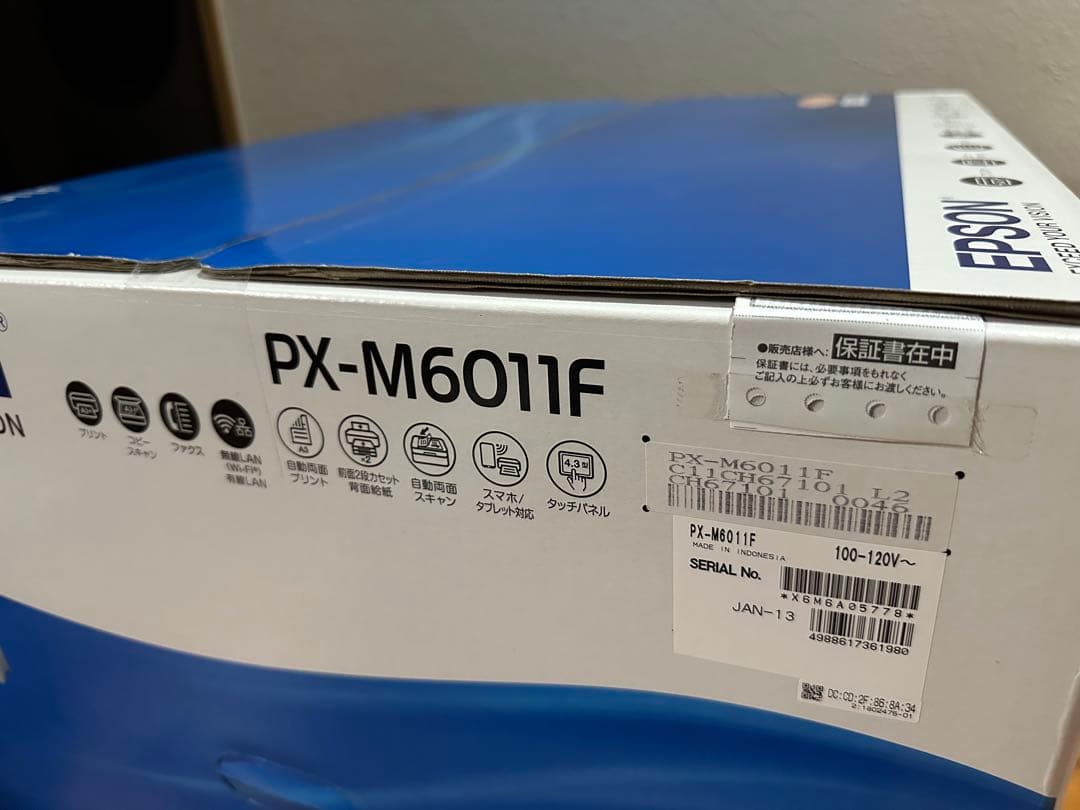 EPSON
EXCEED YOUR VISION
®
ON
PX-M6011F
プリント
コピー
スキャン
ファクス
無線LAN
(Wi-Fi®)
有線LAN
A3
自動両面
プリント
×2
前面2段カセット
背面給紙
自動両面
スキャン
スマホ/
タブレット対応
4.3型
タッチパネル
●販売店様へ: 保証書在中
保証書には、必要事項をもれなく
ご記入の上必ずお客様にお渡しください。
PX-M6011F
C11CH67101 L2
CH67101 0046
PX-M6011F
MADE IN INDONESIA
100-120V～
SERIAL No.
*X6M6A05778*
JAN-13
4988617361980
DC:CD:2F:86:8A:34
2:1802476-01